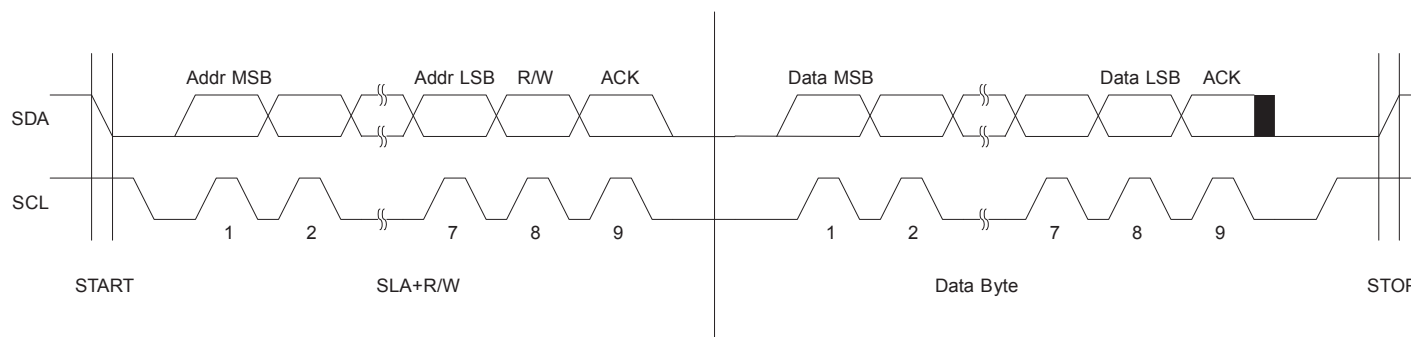 Addr MSB Addr LSB R/W ACK Data MSB Data LSB ACK
SDA
SCL
1 2 7 8 9 1 2 7 8 9
START SLA+R/W Data Byte STOP